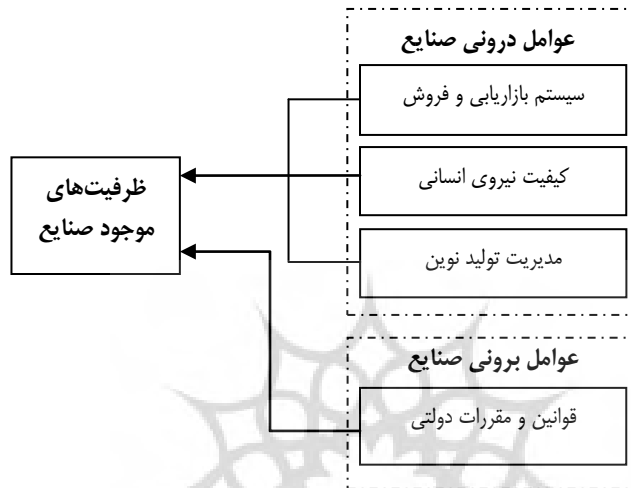 عوامل درونی صنایع
سیستم بازاریابی و فروش
کیفیت نیروی انسانی
مدیریت تولید نوین
ظرفیت‌های
موجود صنایع
عوامل برونی صنایع
قوانین و مقررات دولتی